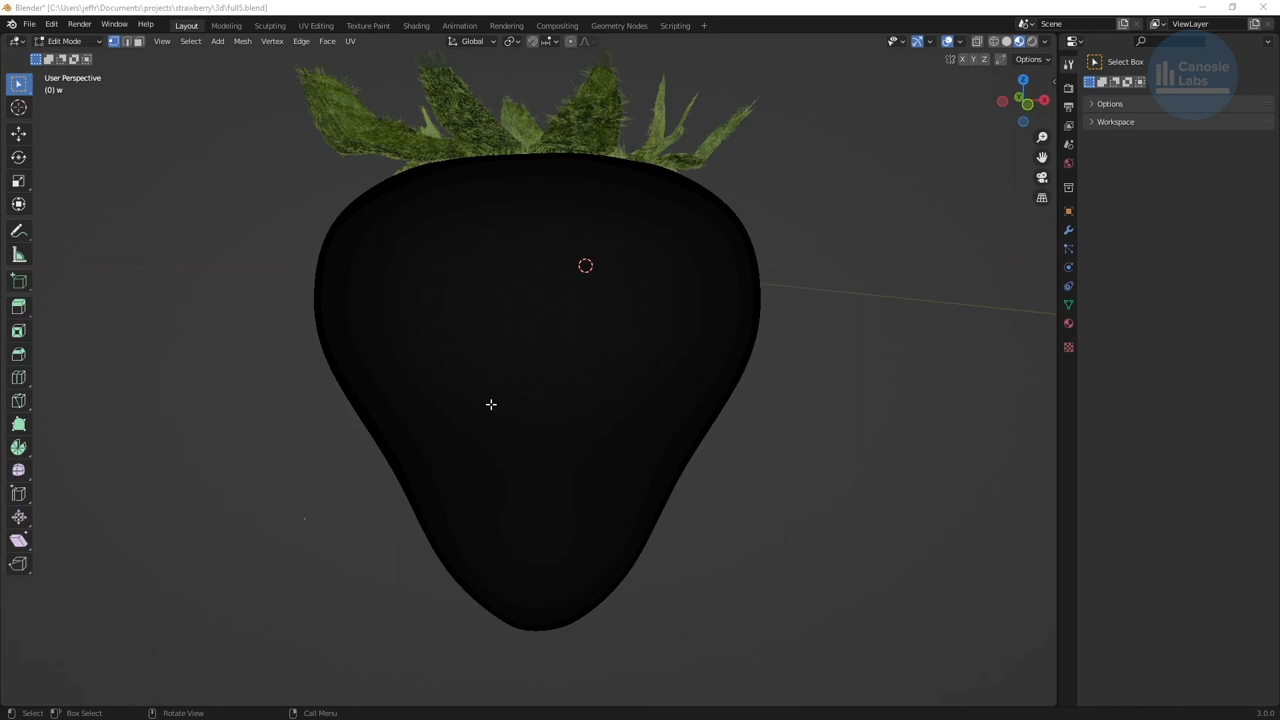 Blender* [C:\Users\jeffr\Documents\projects\strawberry\3d\full5.blend]
File Edit Render Window Help Layout Modeling Sculpting UV Editing Texture Paint Shading Animation Rendering Compositing Geometry Nodes Scripting + Scene ViewLayer
Edit Mode View Select Add Mesh Vertex Edge Face UV Global
X Y Z Options
User Perspective
(0) w
Select Box
Canosie
Labs
Options
Workspace
Z
Y
X
Select Box Select Rotate View Call Menu 3.0.0